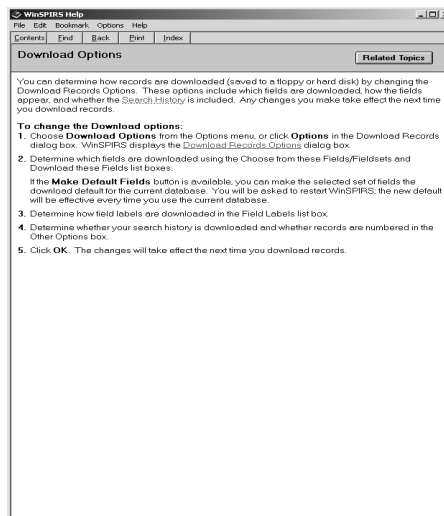 WinSPIRS Help
File Edit Bookmark Options Help
Contents Find Back Print Index
Download Options
Related Topics
You can determine how records are downloaded (saved to a floppy or hard disk) by changing the
Download Records Options. These options include which fields are downloaded, how the fields
appear, and whether the Search History is included. Any changes you make take effect the next time
you download records.
To change the Download options:
1. Choose Download Options from the Options menu, or click Options in the Download Records
dialog box. WinSPIRS displays the Download Records Options dialog box.
2. Determine which fields are downloaded using the Choose from these Fields/Fieldsets and
Download these Fields list boxes.
If the Make Default Fields button is available, you can make the selected set of fields the
download default for the current database. You will be asked to restart WinSPIRS; the new default
will be effective every time you use the current database.
3. Determine how field labels are downloaded in the Field Labels list box.
4. Determine whether your search history is downloaded and whether records are numbered in the
Other Options box.
5. Click OK. The changes will take effect the next time you download records.